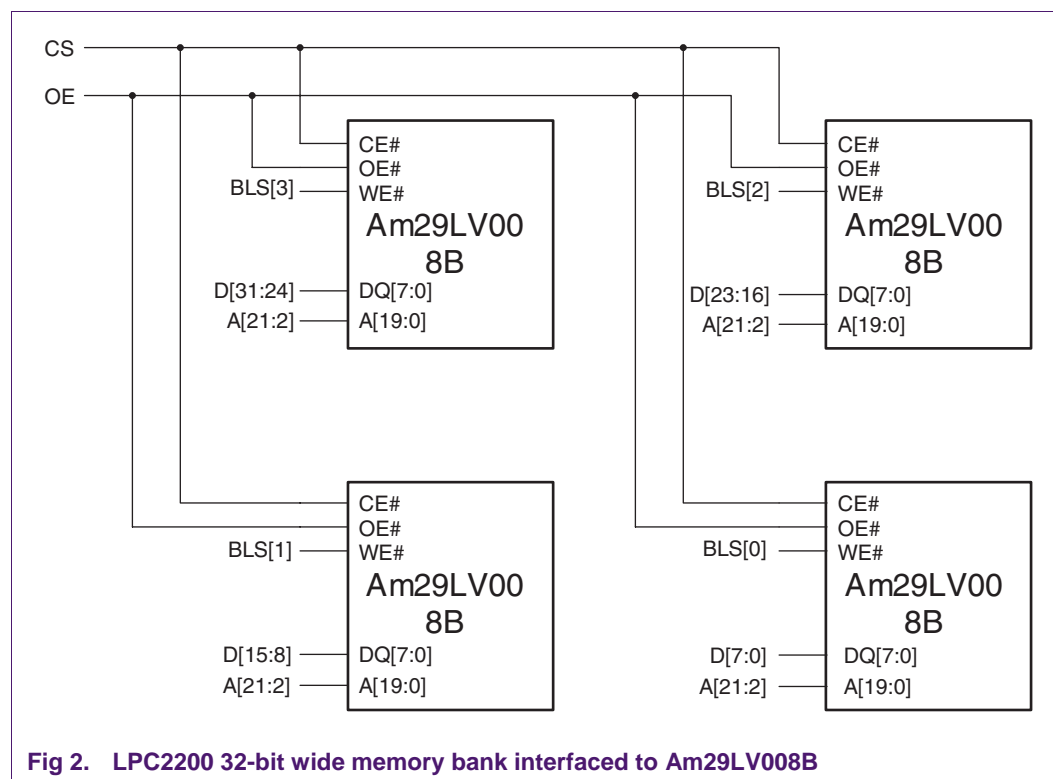 CS
OE
CE#
OE#
BLS[3]
WE#
Am29LV00
8B
D[31:24]
DQ[7:0]
A[21:2]
A[19:0]
CE#
OE#
BLS[2]
WE#
Am29LV00
8B
D[23:16]
DQ[7:0]
A[21:2]
A[19:0]
CE#
OE#
BLS[1]
WE#
Am29LV00
8B
D[15:8]
DQ[7:0]
A[21:2]
A[19:0]
CE#
OE#
BLS[0]
WE#
Am29LV00
8B
D[7:0]
DQ[7:0]
A[21:2]
A[19:0]
Fig 2. LPC2200 32-bit wide memory bank interfaced to Am29LV008B